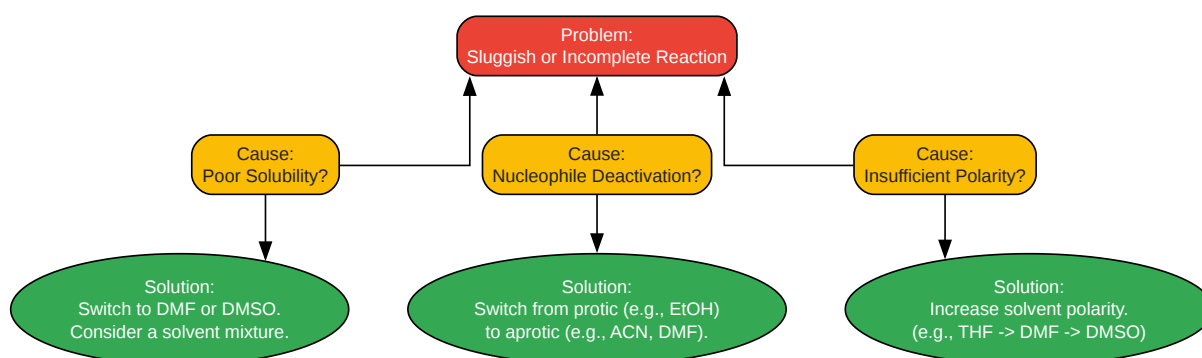 Problem:
Sluggish or Incomplete Reaction
Cause:
Poor Solubility?
Cause:
Nucleophile Deactivation?
Cause:
Insufficient Polarity?
Solution:
Switch to DMF or DMSO.
Consider a solvent mixture.
Solution:
Switch from protic (e.g., EtOH)
to aprotic (e.g., ACN, DMF).
Solution:
Increase solvent polarity.
(e.g., THF -> DMF -> DMSO)